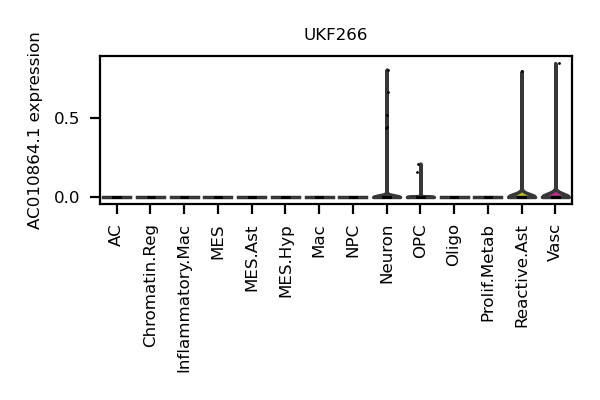 UKF266
AC010864.1 expression
0.5
0.0
AC
Chromatin.Reg
Inflammatory.Mac
MES
MES.Ast
MES.Hyp
Mac
NPC
Neuron
OPC
Oligo
Prolif.Metab
Reactive.Ast
Vasc